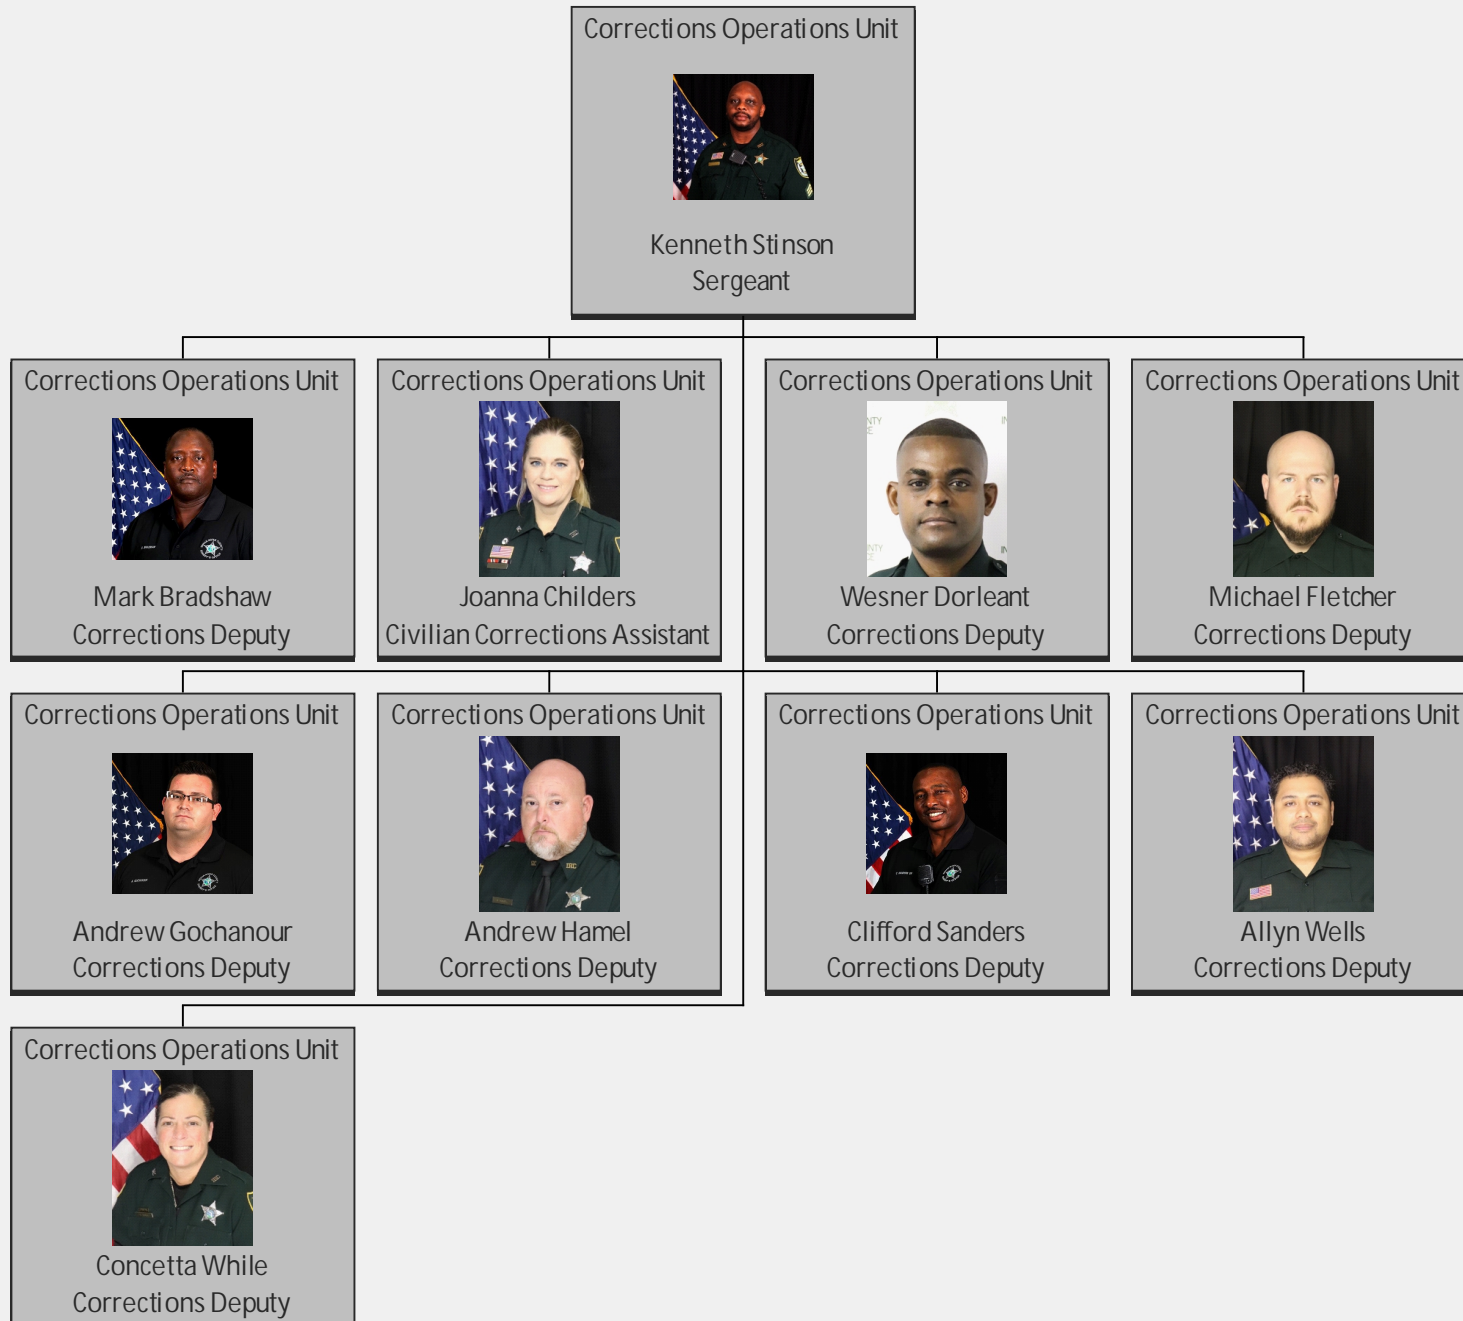 Corrections Operations Unit
Kenneth Stinson
Sergeant
Corrections Operations Unit
Mark Bradshaw
Corrections Deputy
Corrections Operations Unit
Joanna Childers
Civilian Corrections Assistant
Corrections Operations Unit
Wesner Dorleant
Corrections Deputy
Corrections Operations Unit
Michael Fletcher
Corrections Deputy
Corrections Operations Unit
Andrew Gochanour
Corrections Deputy
Corrections Operations Unit
IRC
Andrew Hamel
Corrections Deputy
Corrections Operations Unit
Clifford Sanders
Corrections Deputy
Corrections Operations Unit
Allyn Wells
Corrections Deputy
Corrections Operations Unit
Concetta While
Corrections Deputy